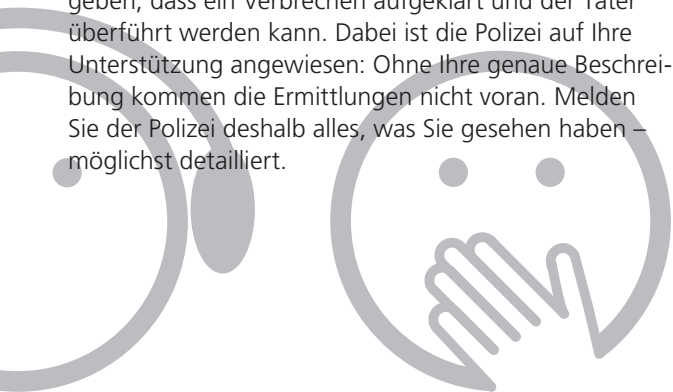 geben, dass ein Verbrechen aufgeklärt und der Täter
überführt werden kann. Dabei ist die Polizei auf Ihre
Unterstützung angewiesen: Ohne Ihre genaue Beschrei-
bung kommen die Ermittlungen nicht voran. Melden
Sie der Polizei deshalb alles, was Sie gesehen haben –
möglichst detailliert.